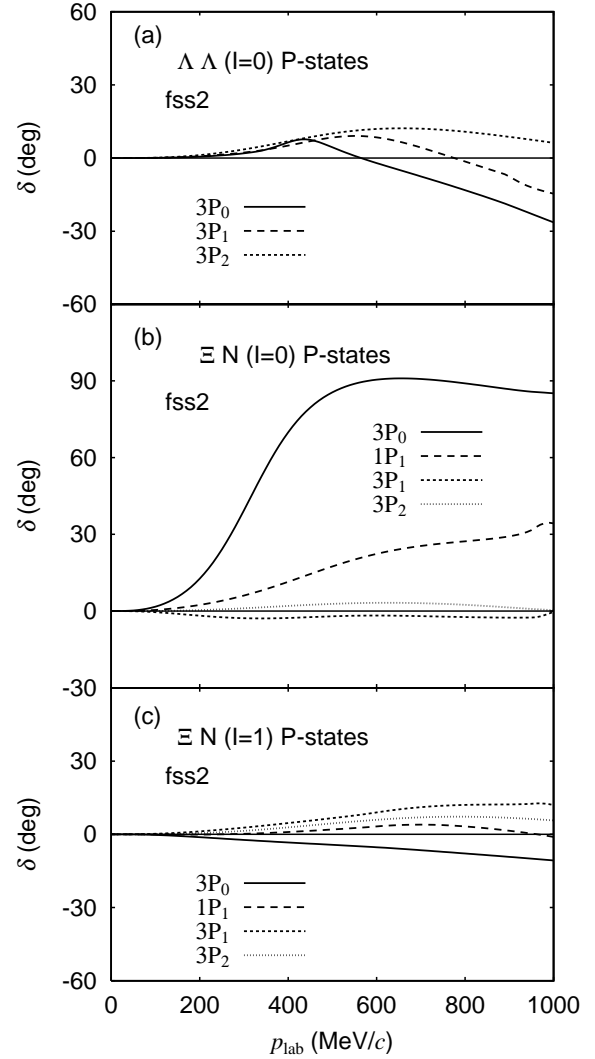 60
(a)
Λ Λ (I=0) P-states
30
fss2
0
δ (deg)
3P₀
-30
3P₁
3P₂
-60
(b)
Ξ N (I=0) P-states
90
fss2
3P₀
60
1P₁
3P₁
3P₂
δ (deg)
30
0
-30
(c)
Ξ N (I=1) P-states
30
fss2
0
δ (deg)
3P₀
-30
1P₁
3P₁
3P₂
-60
0 200 400 600 800 1000
p_lab (MeV/c)